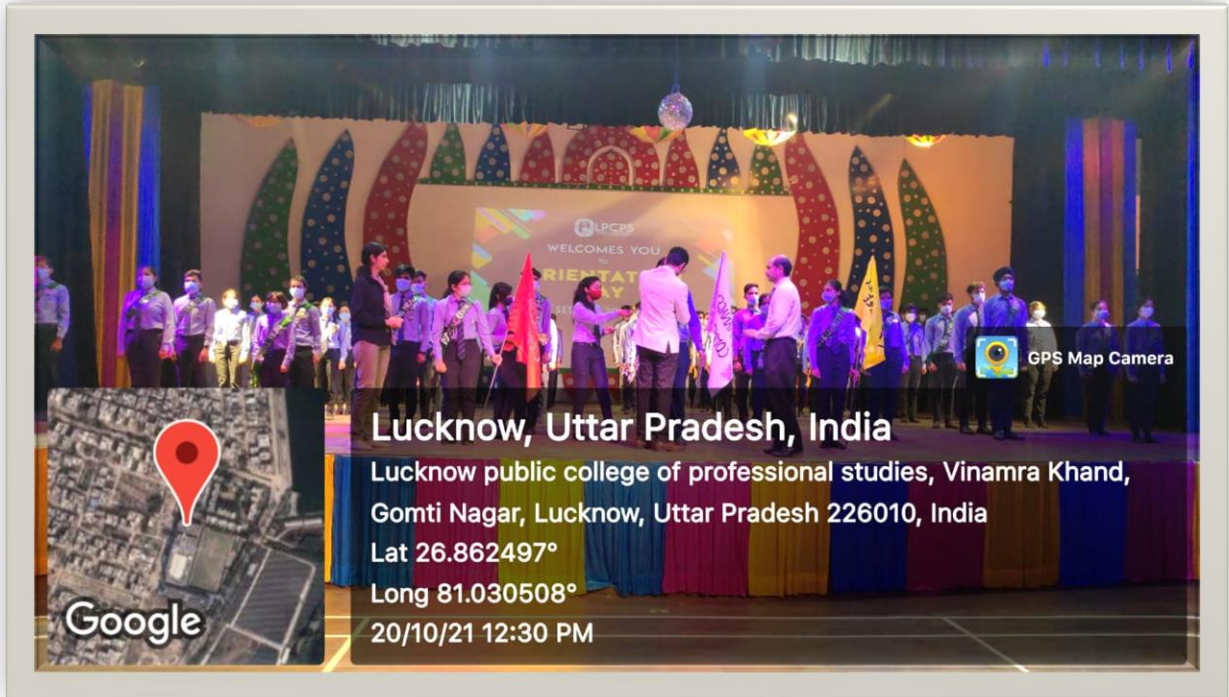 LPCPS
WELCOMES YOU
TO
GPS Map Camera
Lucknow, Uttar Pradesh, India
Lucknow public college of professional studies, Vinamra Khand,
Gomti Nagar, Lucknow, Uttar Pradesh 226010, India
Lat 26.862497°
Long 81.030508°
20/10/21 12:30 PM
Google